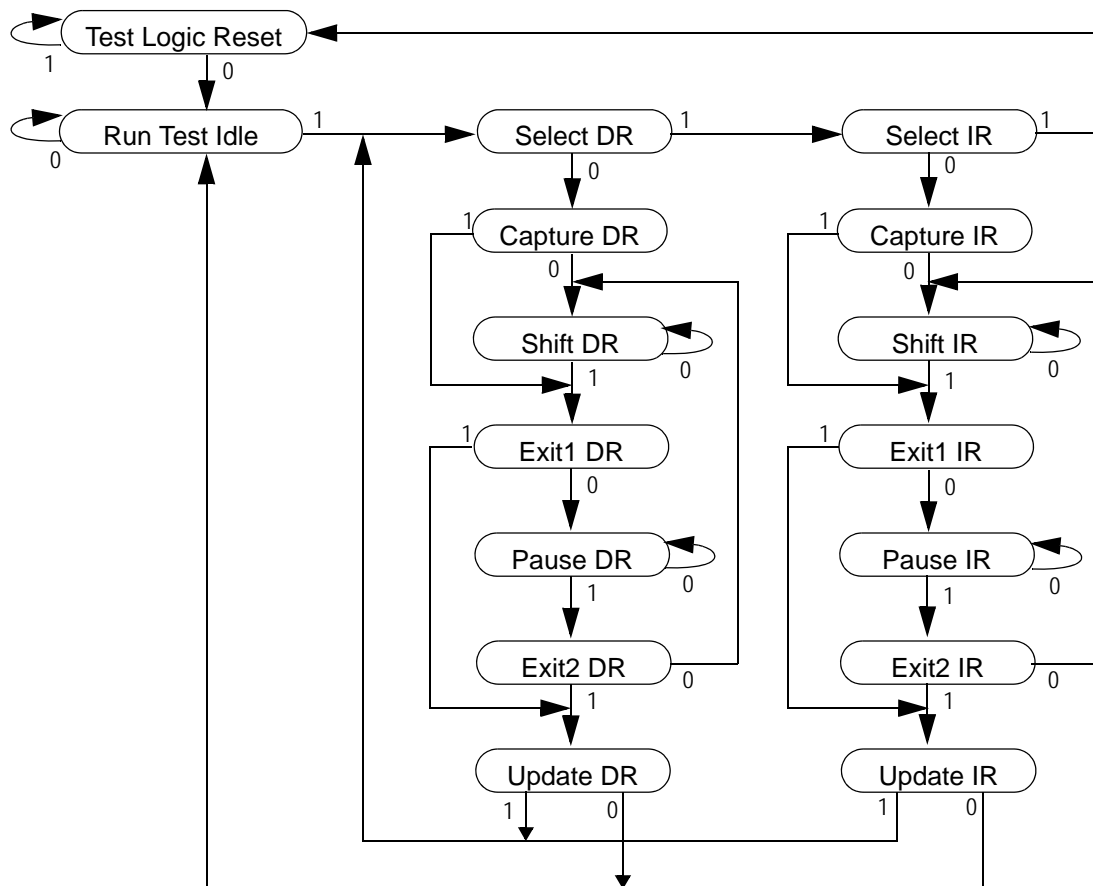 Test Logic Reset
1
0
Run Test Idle
1
0
Select DR
1
0
Select IR
1
0
1
Capture DR
0
1
Capture IR
0
Shift DR
0
1
Shift IR
0
1
1
Exit1 DR
0
1
Exit1 IR
0
Pause DR
0
1
Pause IR
0
1
Exit2 DR
0
1
Exit2 IR
0
1
Update DR
1
0
Update IR
1
0